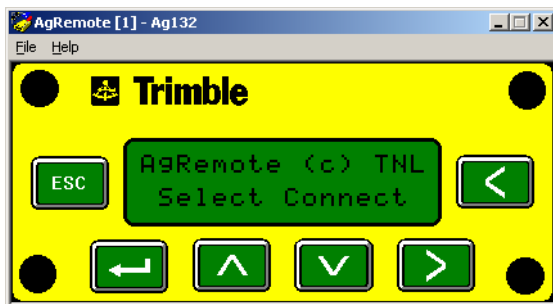 AgRemote [1] - Ag132
File Help
Trimble
AgRemote (c) TNL
Select Connect
ESC